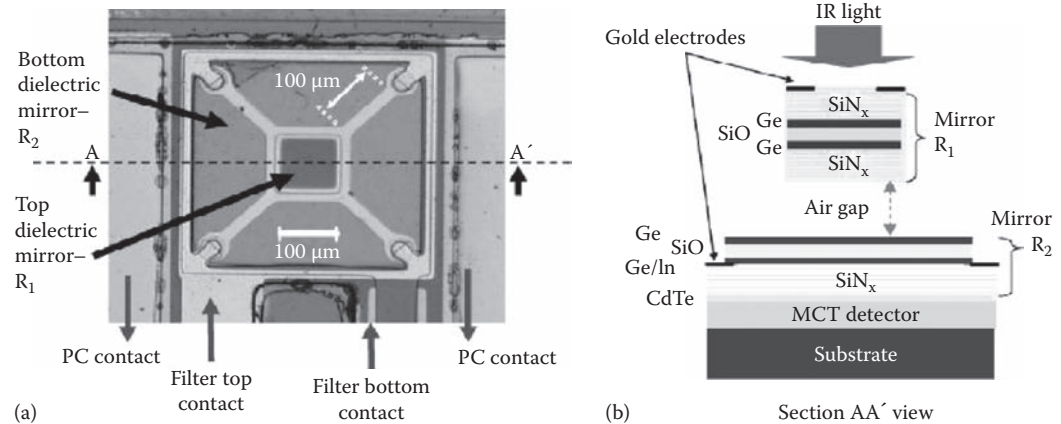 Bottom
dielectric
mirror–
R₂
A
Top
dielectric
mirror–
R₁
100 μm
100 μm
A′
PC contact
Filter top
contact
Filter bottom
contact
PC contact
(a)
IR light
Gold electrodes
SiNₓ
Ge
SiO
Ge
SiNₓ
Mirror
R₁
Air gap
Mirror
R₂
Ge
SiO
Ge/In
SiNₓ
CdTe
MCT detector
Substrate
(b)
Section AA′ view